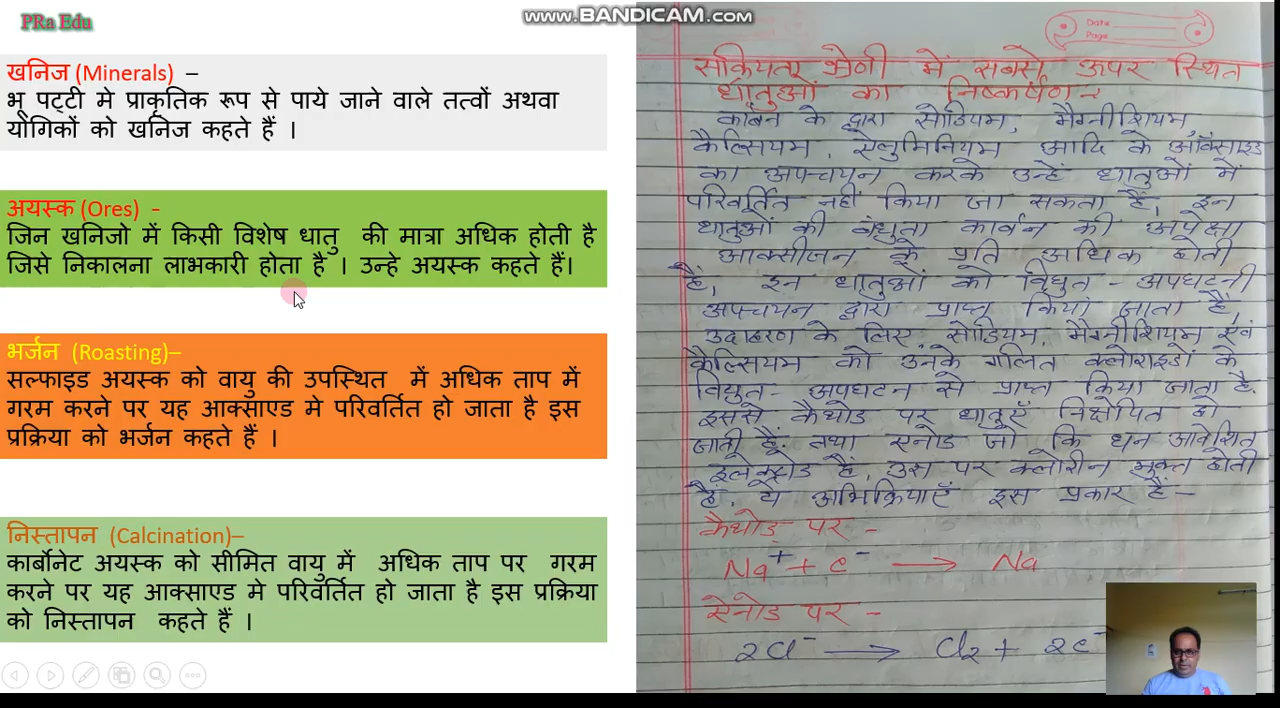 PRa Edu
www.BANDICAM.com
खनिज (Minerals) –
भू पट्टी मे प्राकृतिक रूप से पाये जाने वाले तत्वों अथवा
योगिकों को खनिज कहते हैं ।
अयस्क (Ores) -
जिन खनिजो में किसी विशेष धातु की मात्रा अधिक होती है
जिसे निकालना लाभकारी होता है । उन्हे अयस्क कहते हैं।
भर्जन (Roasting)–
सल्फाइड अयस्क को वायु की उपस्थित में अधिक ताप में
गरम करने पर यह आक्साएड मे परिवर्तित हो जाता है इस
प्रक्रिया को भर्जन कहते हैं ।
निस्तापन (Calcination)–
कार्बोनेट अयस्क को सीमित वायु में अधिक ताप पर गरम
करने पर यह आक्साएड मे परिवर्तित हो जाता है इस प्रक्रिया
को निस्तापन कहते हैं ।
Date
Page
सक्रियता श्रेणी में सबसे ऊपर स्थित
धातुओं का निष्कर्षण -
कार्बन के द्वारा सोडियम, मैग्नीशियम,
कैल्सियम, ऐलुमिनियम आदि के ऑक्साइड
का अपचयन करके उन्हें धातुओं में
परिवर्तित नहीं किया जा सकता है, इन
धातुओं की बंधुता कार्बन की अपेक्षा
आक्सीजन के प्रति अधिक होती
है, इन धातुओं को विद्युत - अपघटनी
अपचयन द्वारा प्राप्त किया जाता है,
उदाहरण के लिए सोडियम, मैग्नीशियम एवं
कैल्सियम को उनके गलित क्लोराइडों के
विद्युत - अपघटन से प्राप्त किया जाता है.
इससे कैथोड पर धातुएँ निक्षेपित हो
जाती है. तथा एनोड जो कि धन आवेशित
इलेक्ट्रोड है, उस पर क्लोरीन मुक्त होती
है. ये अभिक्रियाएँ इस प्रकार है -
कैथोड पर -
Na⁺ + e⁻ → Na
ऐनोड पर -
2Cl⁻ → Cl₂ + 2e⁻